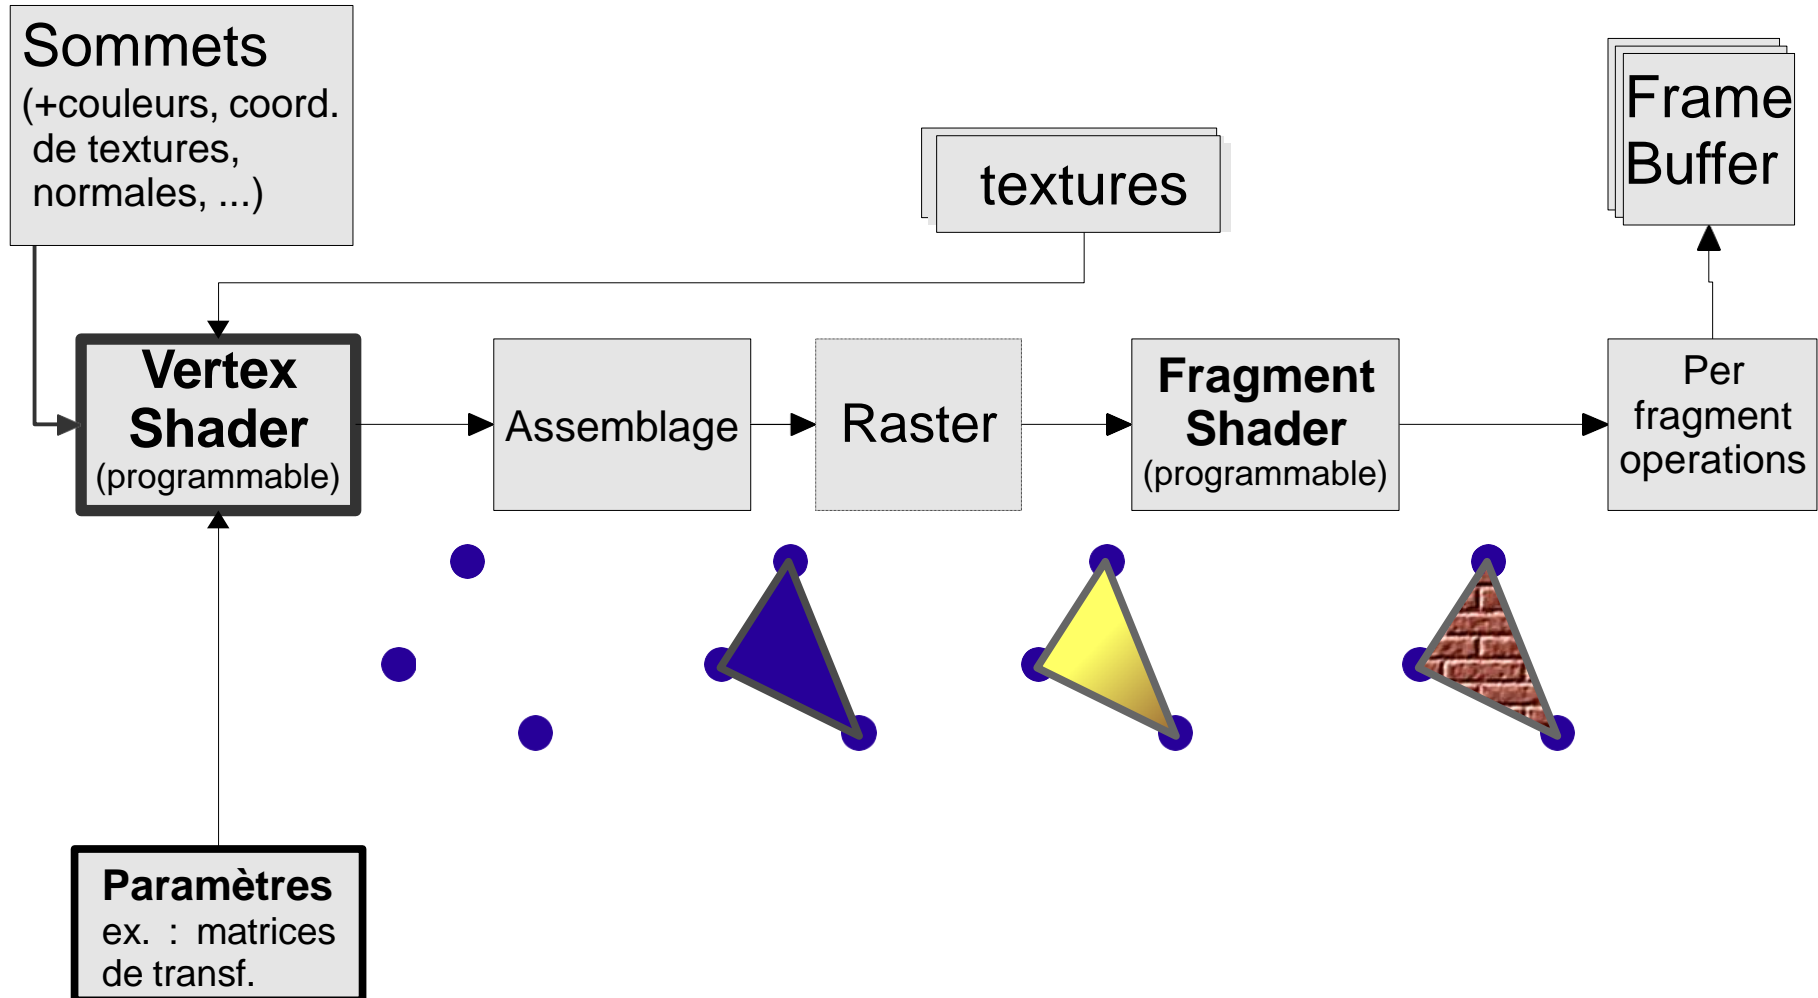 Sommets
(+couleurs, coord.
de textures,
normales, ...)
textures
Frame
Buffer
Vertex
Shader
(programmable)
Assemblage
Raster
Fragment
Shader
(programmable)
Per
fragment
operations
Paramètres
ex. : matrices
de transf.